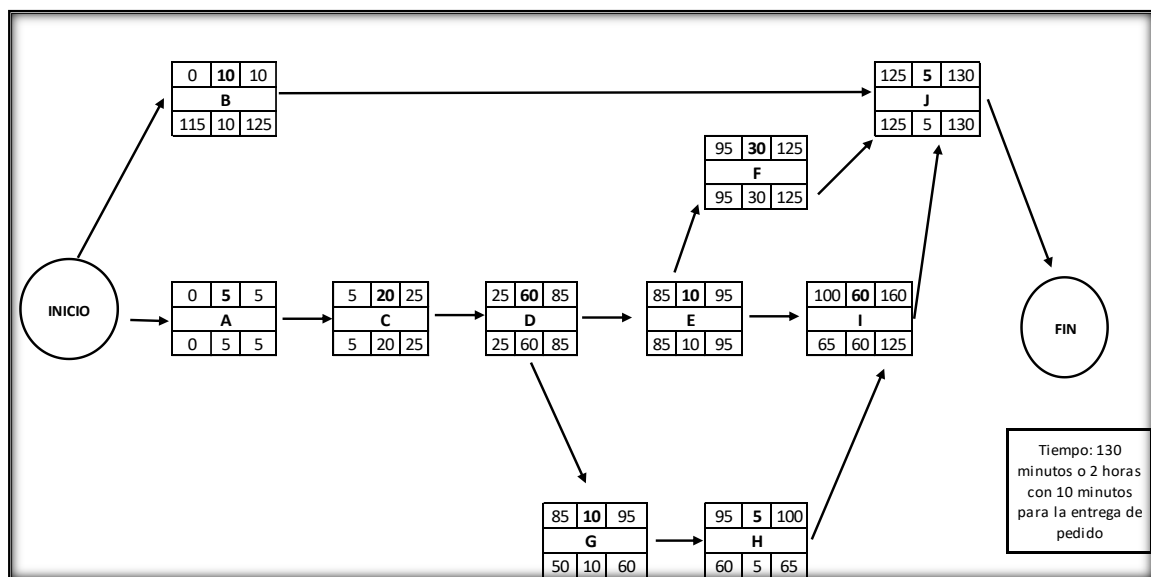 0 10 10
B
115 10 125
125 5 130
J
125 5 130
95 30 125
F
95 30 125
INICIO
0 5 5
A
0 5 5
5 20 25
C
5 20 25
25 60 85
D
25 60 85
85 10 95
E
85 10 95
100 60 160
I
65 60 125
FIN
85 10 95
G
50 10 60
95 5 100
H
60 5 65
Tiempo: 130
minutos o 2 horas
con 10 minutos
para la entrega de
pedido